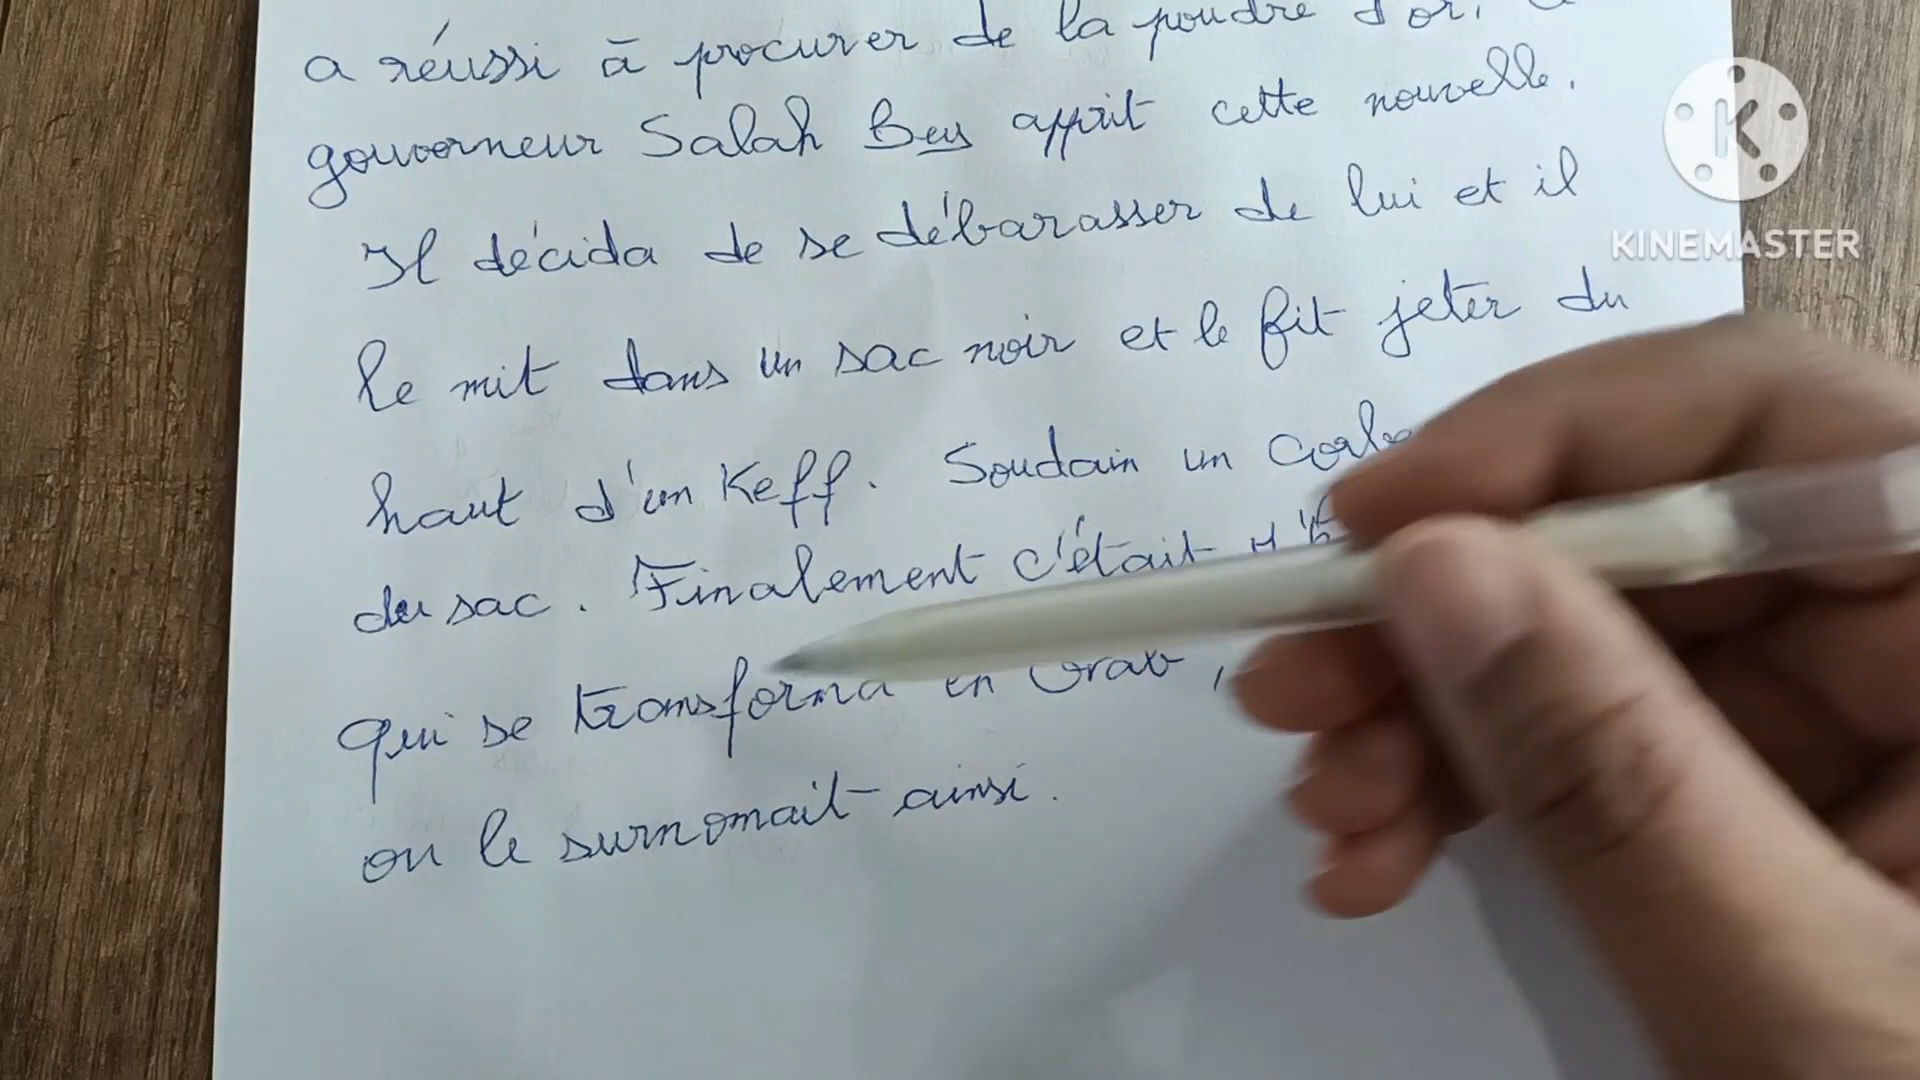 a réussi à procurer de la poudre d'or,
gouverneur Salah Bey apprit cette nouvelle.
Il décida de se débarasser de lui et il
le mit dans un sac noir et le fit jeter du
haut d'un Keff. Soudain un
du sac. Finalement c'était
qui se transforma en Grab,
on le surnomait ainsi.
KINEMASTER